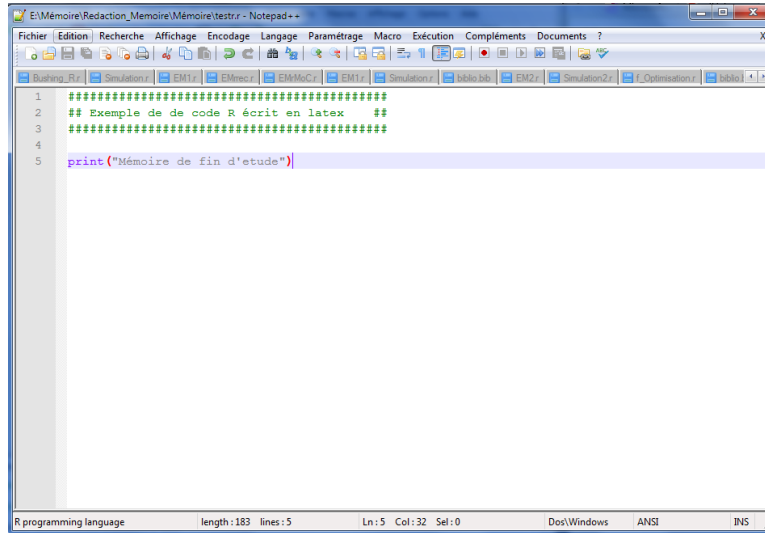 E:\Mémoire\Redaction_Memoire\Mémoire\testr.r - Notepad++
Fichier Edition Recherche Affichage Encodage Langage Paramétrage Macro Exécution Compléments Documents ? X
Bushing_R.r Simulation.r EM1.r EMrrec.r EMrMoC.r EM1.r Simulation.r biblio.bib EM2.r Simulation2.r f_Optimisation.r biblio
1 ############################################
2 ## Exemple de de code R écrit en latex ##
3 ############################################
4
5 print("Mémoire de fin d'etude")
R programming language length : 183 lines : 5 Ln : 5 Col : 32 Sel : 0 Dos\Windows ANSI INS